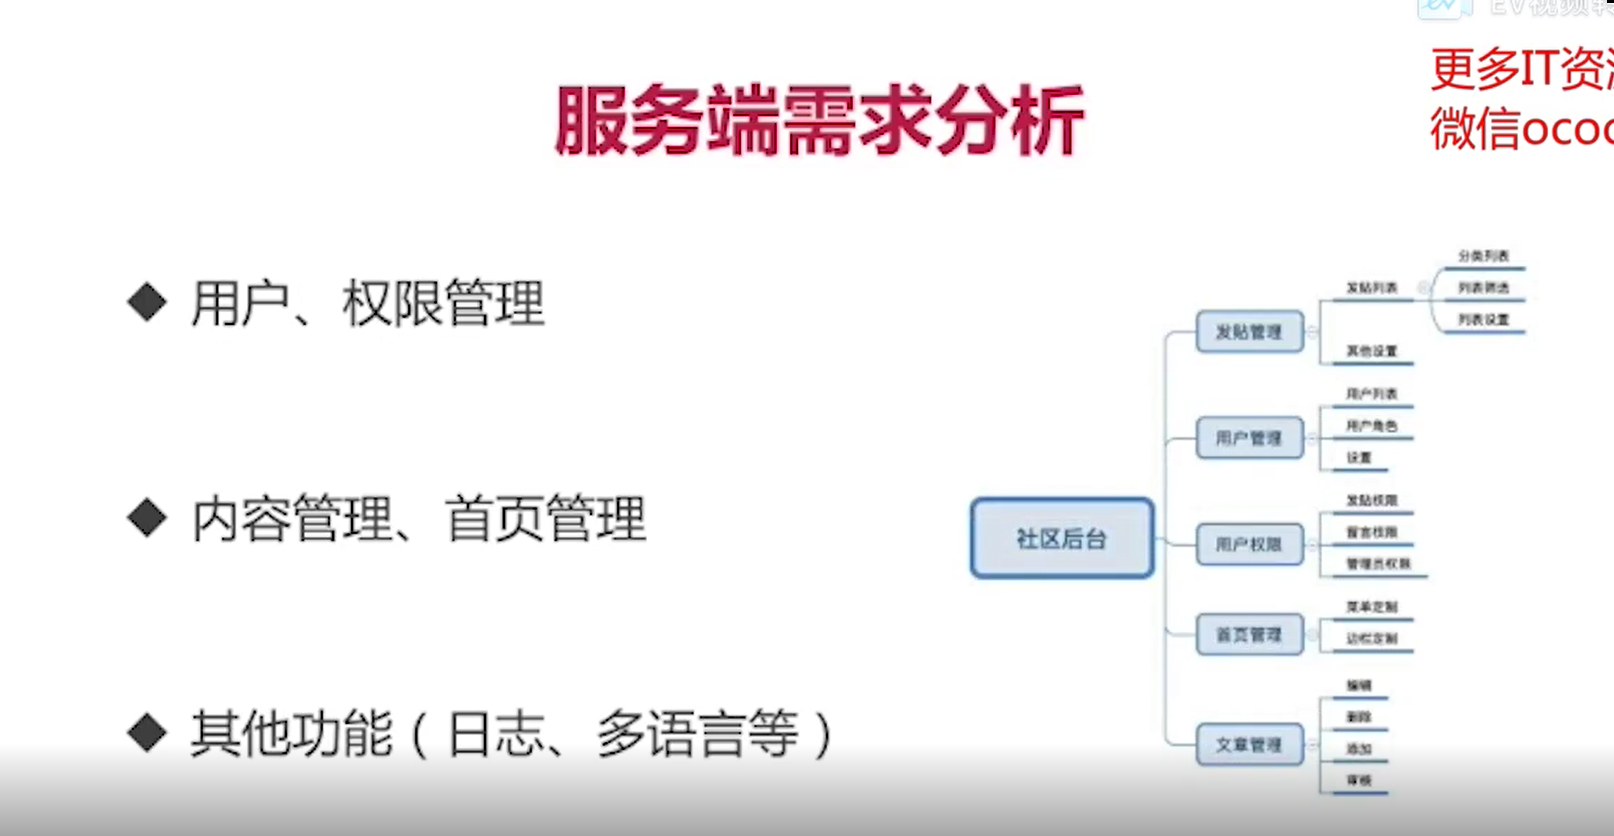 EV视频转
更多IT资源
微信ococ
服务端需求分析
用户、权限管理
内容管理、首页管理
其他功能（日志、多语言等）
社区后台
发贴管理
发贴列表
分类列表
列表筛选
列表设置
其他设置
用户管理
用户列表
用户角色
设置
用户权限
发贴权限
留言权限
管理员权限
首页管理
菜单定制
边栏定制
文章管理
编辑
删除
添加
审核